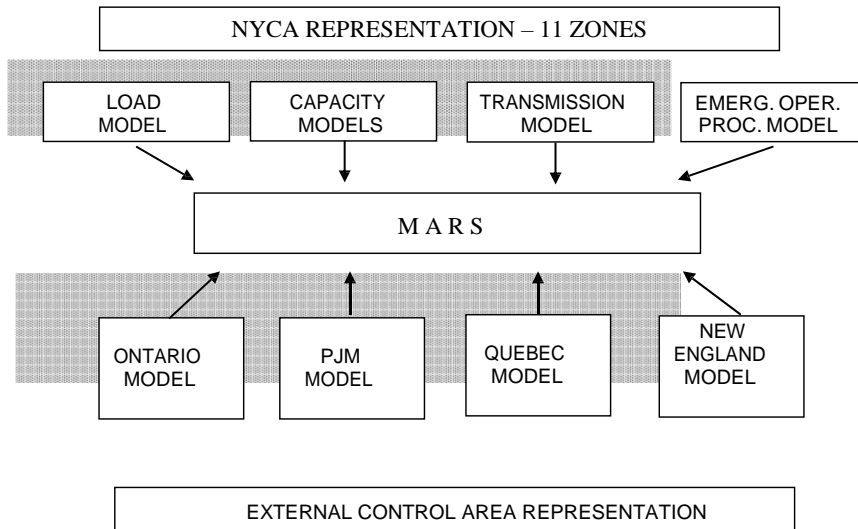 NYCA REPRESENTATION – 11 ZONES
LOAD
MODEL
CAPACITY
MODELS
TRANSMISSION
MODEL
EMERG. OPER.
PROC. MODEL
M A R S
ONTARIO
MODEL
PJM
MODEL
QUEBEC
MODEL
NEW
ENGLAND
MODEL
EXTERNAL CONTROL AREA REPRESENTATION